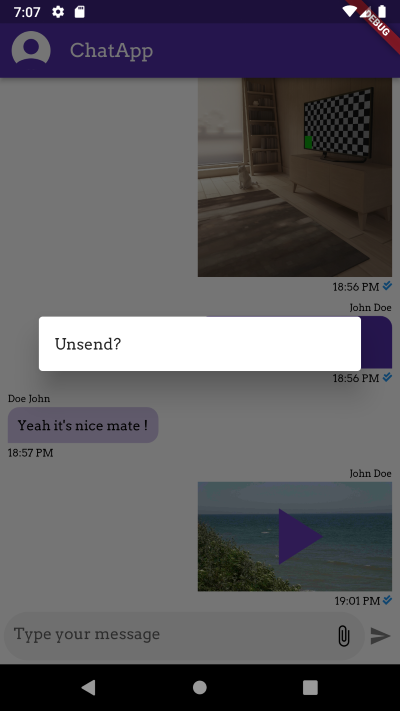 7:07
DEBUG
ChatApp
18:56 PM
John Doe
Unsend?
18:56 PM
Doe John
Yeah it's nice mate !
18:57 PM
John Doe
19:01 PM
Type your message